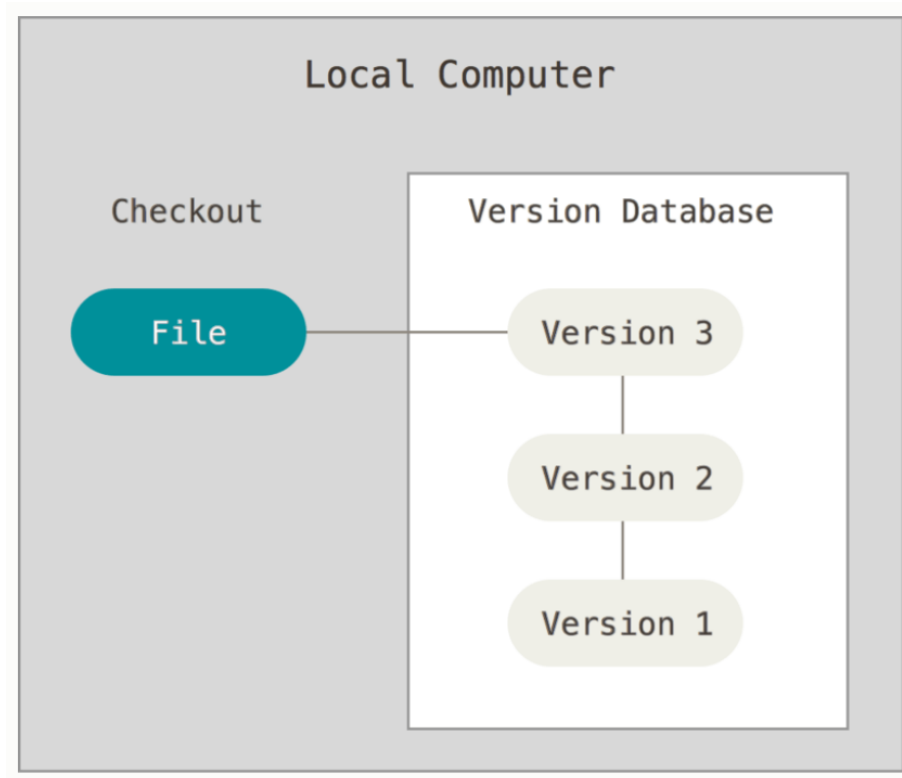 Local Computer
Checkout
Version Database
File
Version 3
Version 2
Version 1